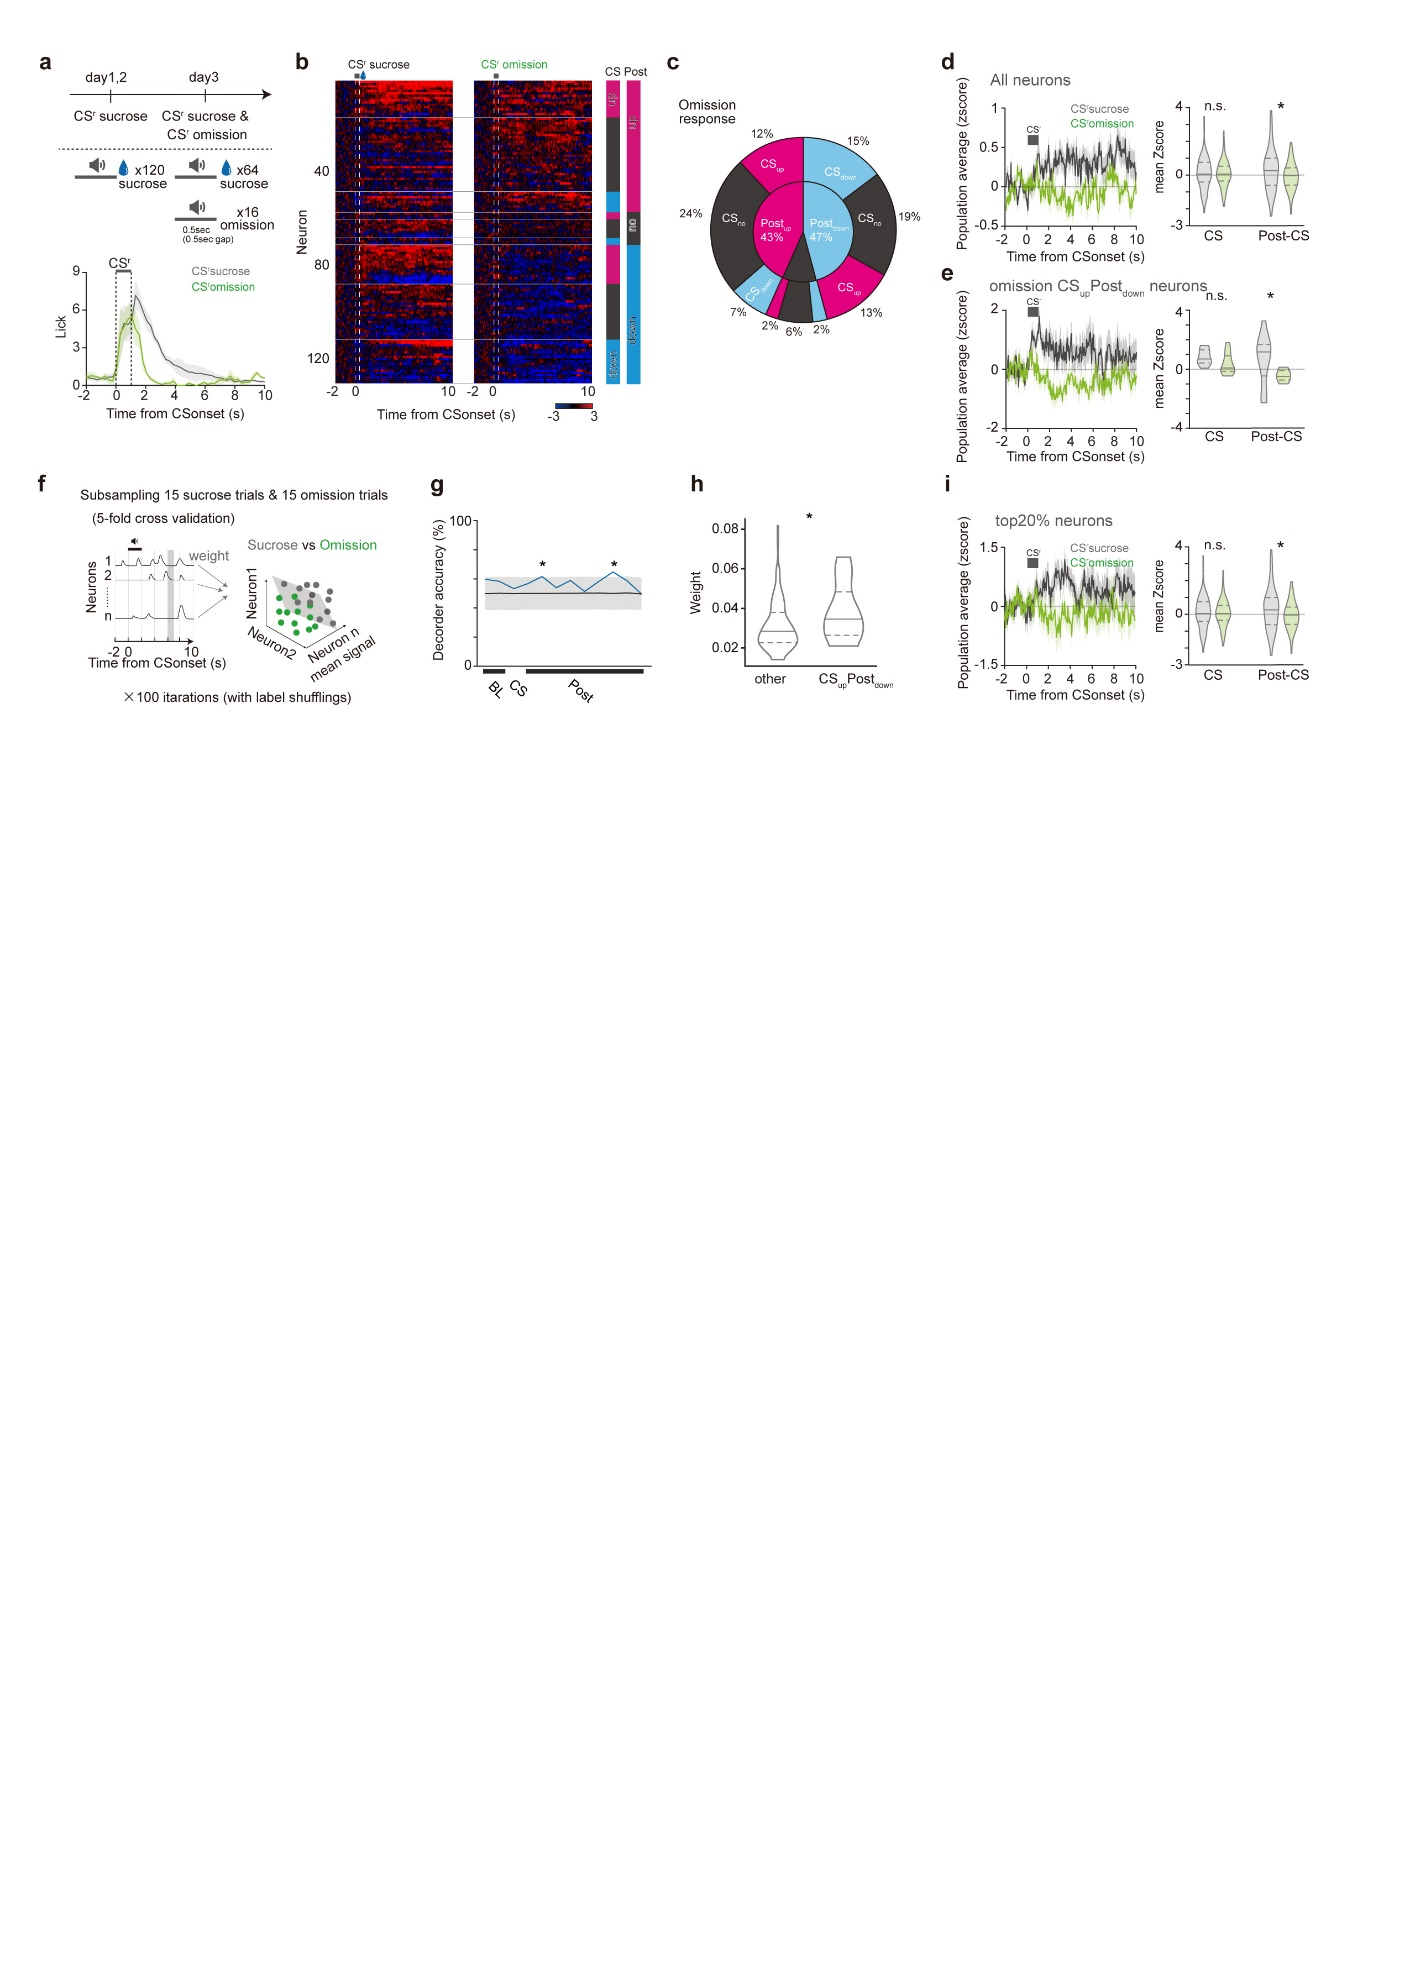 a
day1,2
day3
CSr sucrose
CSr sucrose &
CSr omission
x120
sucrose
x64
sucrose
x16
omission
0.5sec
(0.5sec gap)
CSr
CSrsucrose
CSromission
Lick
9
6
3
0
-2 0 2 4 6 8 10
Time from CSonset (s)
b
CSr sucrose
CSr omission
CS Post
up
up
no
down
down
Neuron
40
80
120
-2 0 10
-2 0 10
Time from CSonset (s)
-3 3
c
Omission
response
12%
15%
24%
19%
7%
2%
6%
2%
13%
CSup
CSdown
CSno
CSno
CSdown
CSup
Postup
43%
Postdown
47%
d
All neurons
Population average (zscore)
1
0.5
0
-0.5
CSr
CSrsucrose
CSromission
-2 0 2 4 6 8 10
Time from CSonset (s)
mean Zscore
4
0
-3
n.s.
*
CS
Post-CS
e
omission CSupPostdown neurons
Population average (zscore)
2
0
-2
CSr
-2 0 2 4 6 8 10
Time from CSonset (s)
mean Zscore
4
0
-4
n.s.
*
CS
Post-CS
f
Subsampling 15 sucrose trials & 15 omission trials
(5-fold cross validation)
Neurons
1
2
n
weight
-2 0 10
Time from CSonset (s)
Sucrose vs Omission
Neuron1
Neuron2
Neuron n
mean signal
×100 itarations (with label shufflings)
g
Decorder accuracy (%)
100
0
*
*
BL
CS
Post
h
Weight
0.08
0.06
0.04
0.02
*
other
CSupPostdown
i
top20% neurons
Population average (zscore)
1.5
0
-1.5
CSr
CSrsucrose
CSromission
-2 0 2 4 6 8 10
Time from CSonset (s)
mean Zscore
4
0
-3
n.s.
*
CS
Post-CS